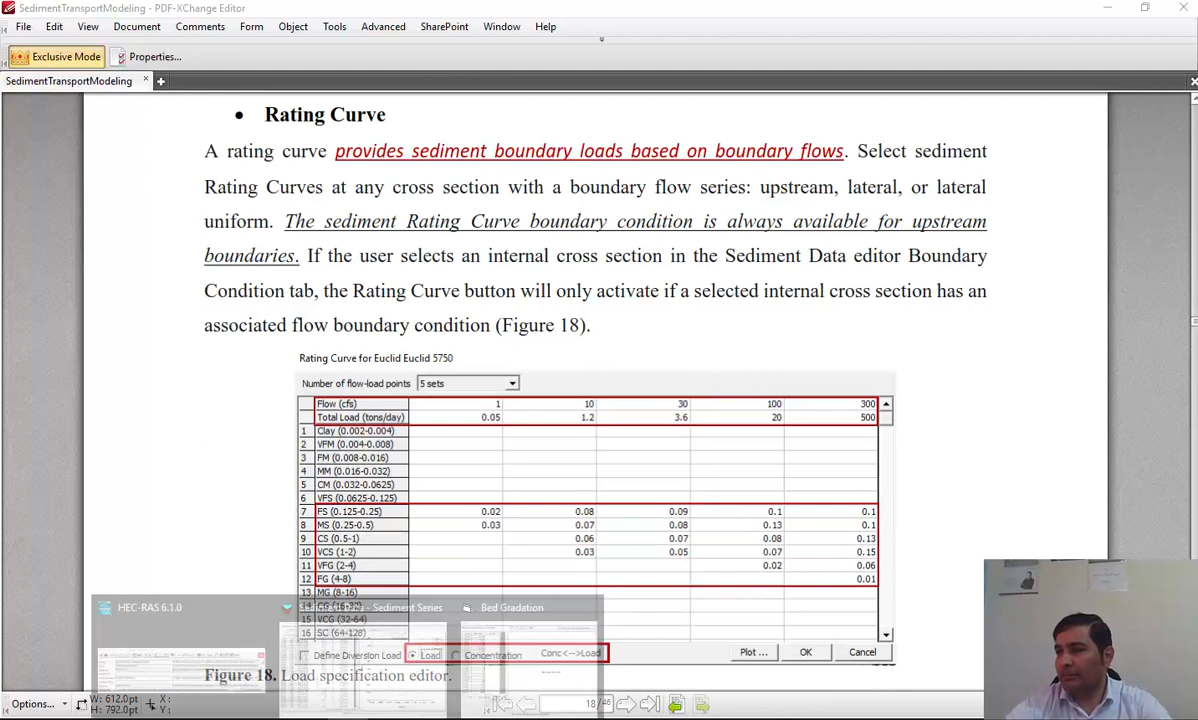 SedimentTransportModeling - PDF-XChange Editor
File Edit View Document Comments Form Object Tools Advanced SharePoint Window Help
Exclusive Mode Properties...
SedimentTransportModeling
• Rating Curve
A rating curve provides sediment boundary loads based on boundary flows. Select sediment
Rating Curves at any cross section with a boundary flow series: upstream, lateral, or lateral
uniform. The sediment Rating Curve boundary condition is always available for upstream
boundaries. If the user selects an internal cross section in the Sediment Data editor Boundary
Condition tab, the Rating Curve button will only activate if a selected internal cross section has an
associated flow boundary condition (Figure 18).
Rating Curve for Euclid Euclid 5750
Number of flow-load points 5 sets
Flow (cfs) 1 10 30 100 300
Total Load (tons/day) 0.05 1.2 3.6 20 500
1 Clay (0.002-0.004)
2 VFM (0.004-0.008)
3 FM (0.008-0.016)
4 MM (0.016-0.032)
5 CM (0.032-0.0625)
6 VFS (0.0625-0.125)
7 FS (0.125-0.25) 0.02 0.08 0.09 0.1 0.1
8 MS (0.25-0.5) 0.03 0.07 0.08 0.13 0.1
9 CS (0.5-1) 0.06 0.07 0.08 0.13
10 VCS (1-2) 0.03 0.05 0.07 0.15
11 VFG (2-4) 0.02 0.06
12 FG (4-8) 0.01
13 MG (8-16)
HEC-RAS 6.1.0 - Sediment Series Bed Gradation
15 VCG (32-64)
16 SC (64-128)
Define Diversion Load Load Concentration Conc<-->Load Plot ... OK Cancel
Figure 18. Load specification editor.
Options... W: 612.0pt H: 792.0pt X: Y: 18 / 46